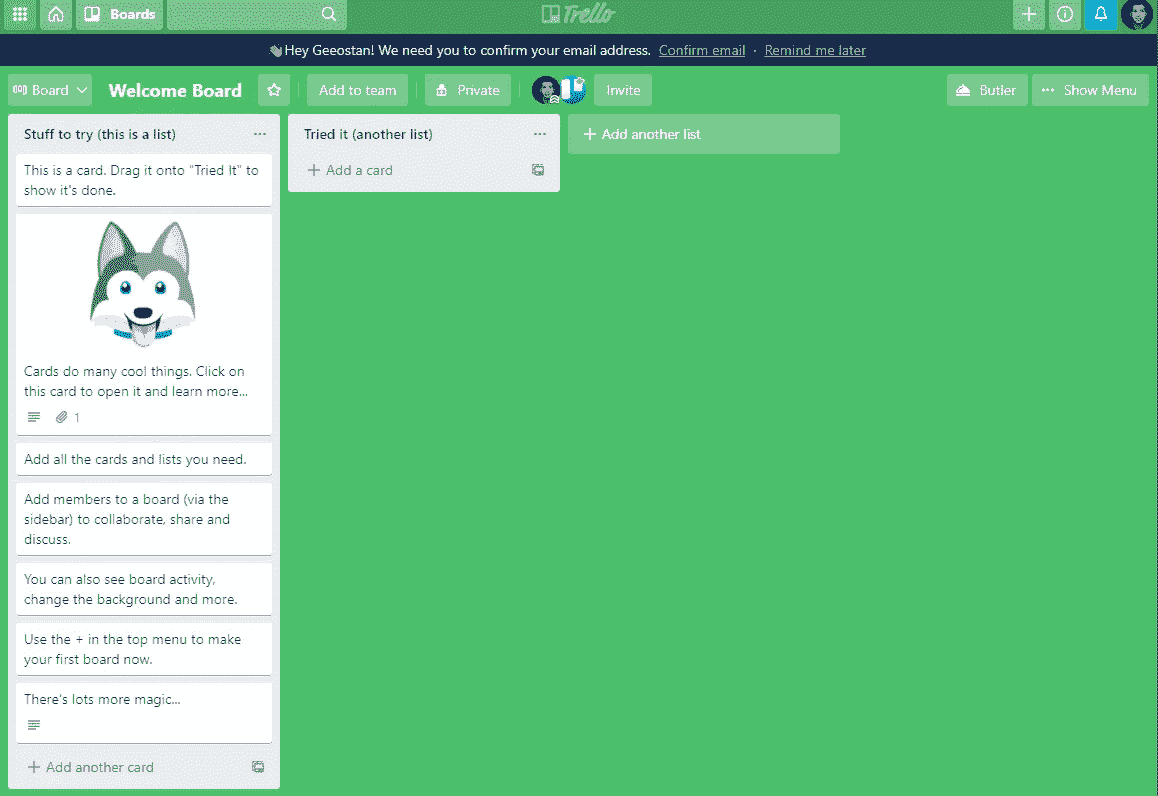 Boards
Trello
👋Hey Geeostan! We need you to confirm your email address. Confirm email · Remind me later
Board
Welcome Board
Add to team
Private
Invite
Butler
··· Show Menu
Stuff to try (this is a list) ···
This is a card. Drag it onto "Tried It" to
show it's done.
Cards do many cool things. Click on
this card to open it and learn more...
1
Add all the cards and lists you need.
Add members to a board (via the
sidebar) to collaborate, share and
discuss.
You can also see board activity,
change the background and more.
Use the + in the top menu to make
your first board now.
There's lots more magic...
+ Add another card
Tried it (another list) ···
+ Add a card
+ Add another list